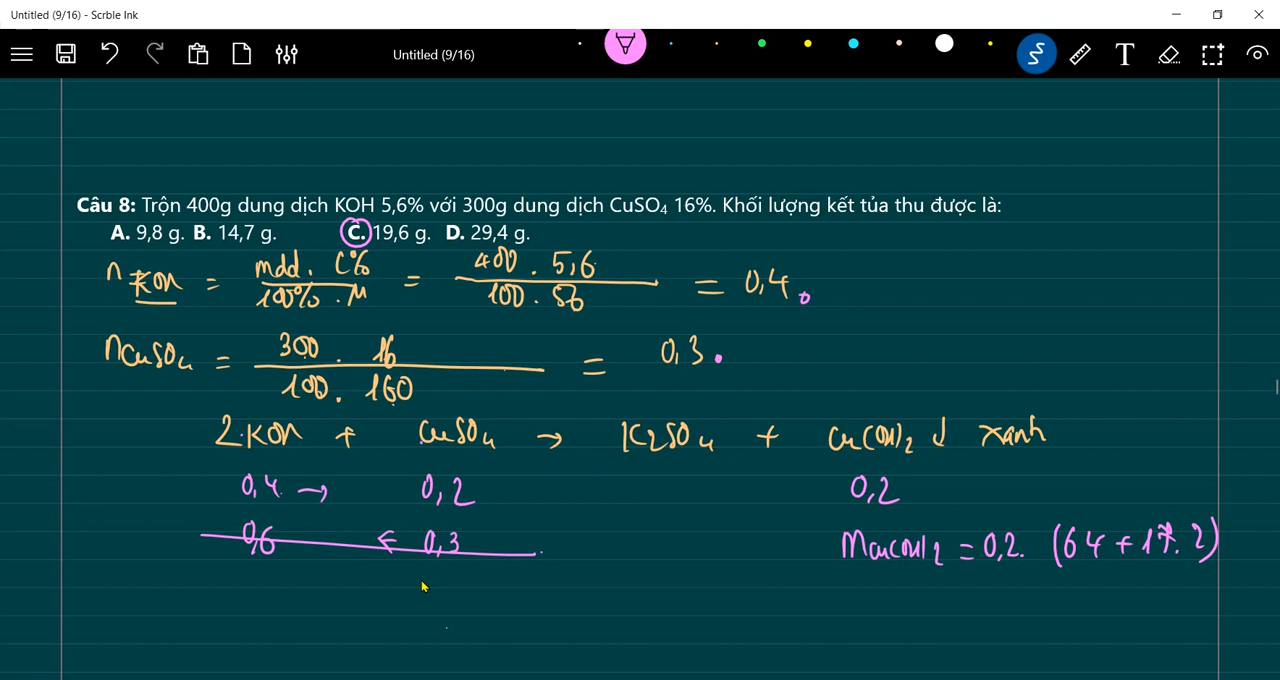 Untitled (9/16) - Scrble Ink
Untitled (9/16)
T
Câu 8: Trộn 400g dung dịch KOH 5,6% với 300g dung dịch CuSO₄ 16%. Khối lượng kết tủa thu được là:
A. 9,8 g. B. 14,7 g. C. 19,6 g. D. 29,4 g.
n KOH = mdd. C% / 100%. M = 400 . 5,6 / 100 . 56 = 0,4
nCuSO₄ = 300 . 16 / 100 . 160 = 0,3
2KOH + CuSO₄ → K2SO₄ + Cu(OH)₂ ↓ xanh
0,4 → 0,2 0,2
0,6 ← 0,3 mCu(OH)₂ = 0,2. (64 + 17. 2)